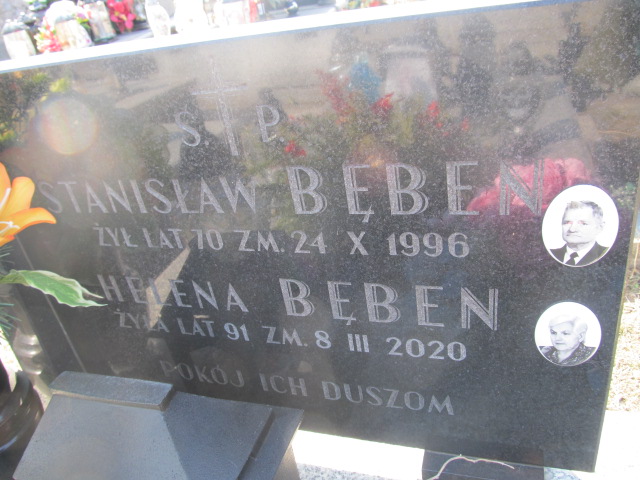 Ś. P.
STANISŁAW BĘBEN
ŻYŁ LAT 70 ZM. 24 X 1996
HELENA BĘBEN
ŻYŁA LAT 91 ZM. 8 III 2020
POKÓJ ICH DUSZOM